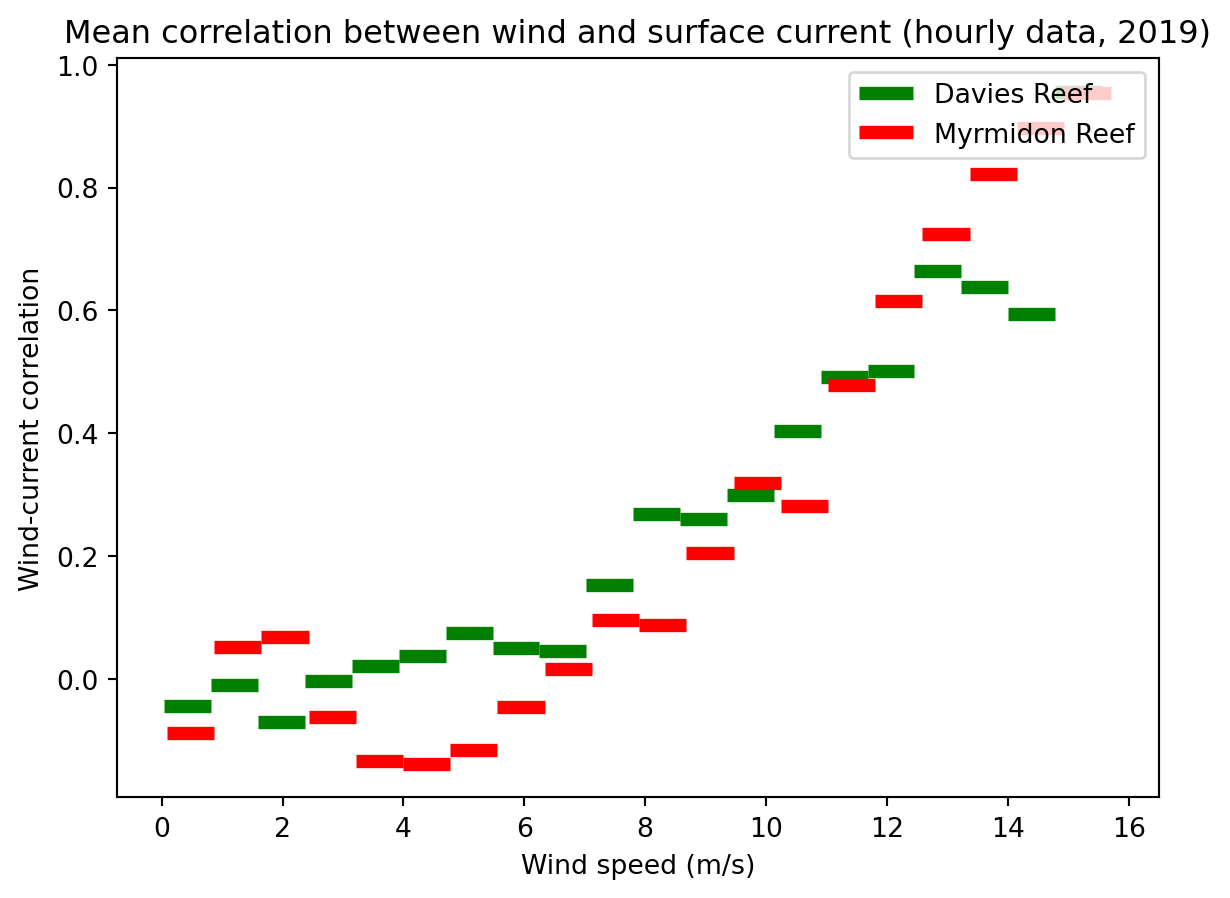 Mean correlation between wind and surface current (hourly data, 2019)
1.0
0.8
0.6
0.4
0.2
0.0
Wind-current correlation
Davies Reef
Myrmidon Reef
0 2 4 6 8 10 12 14 16
Wind speed (m/s)